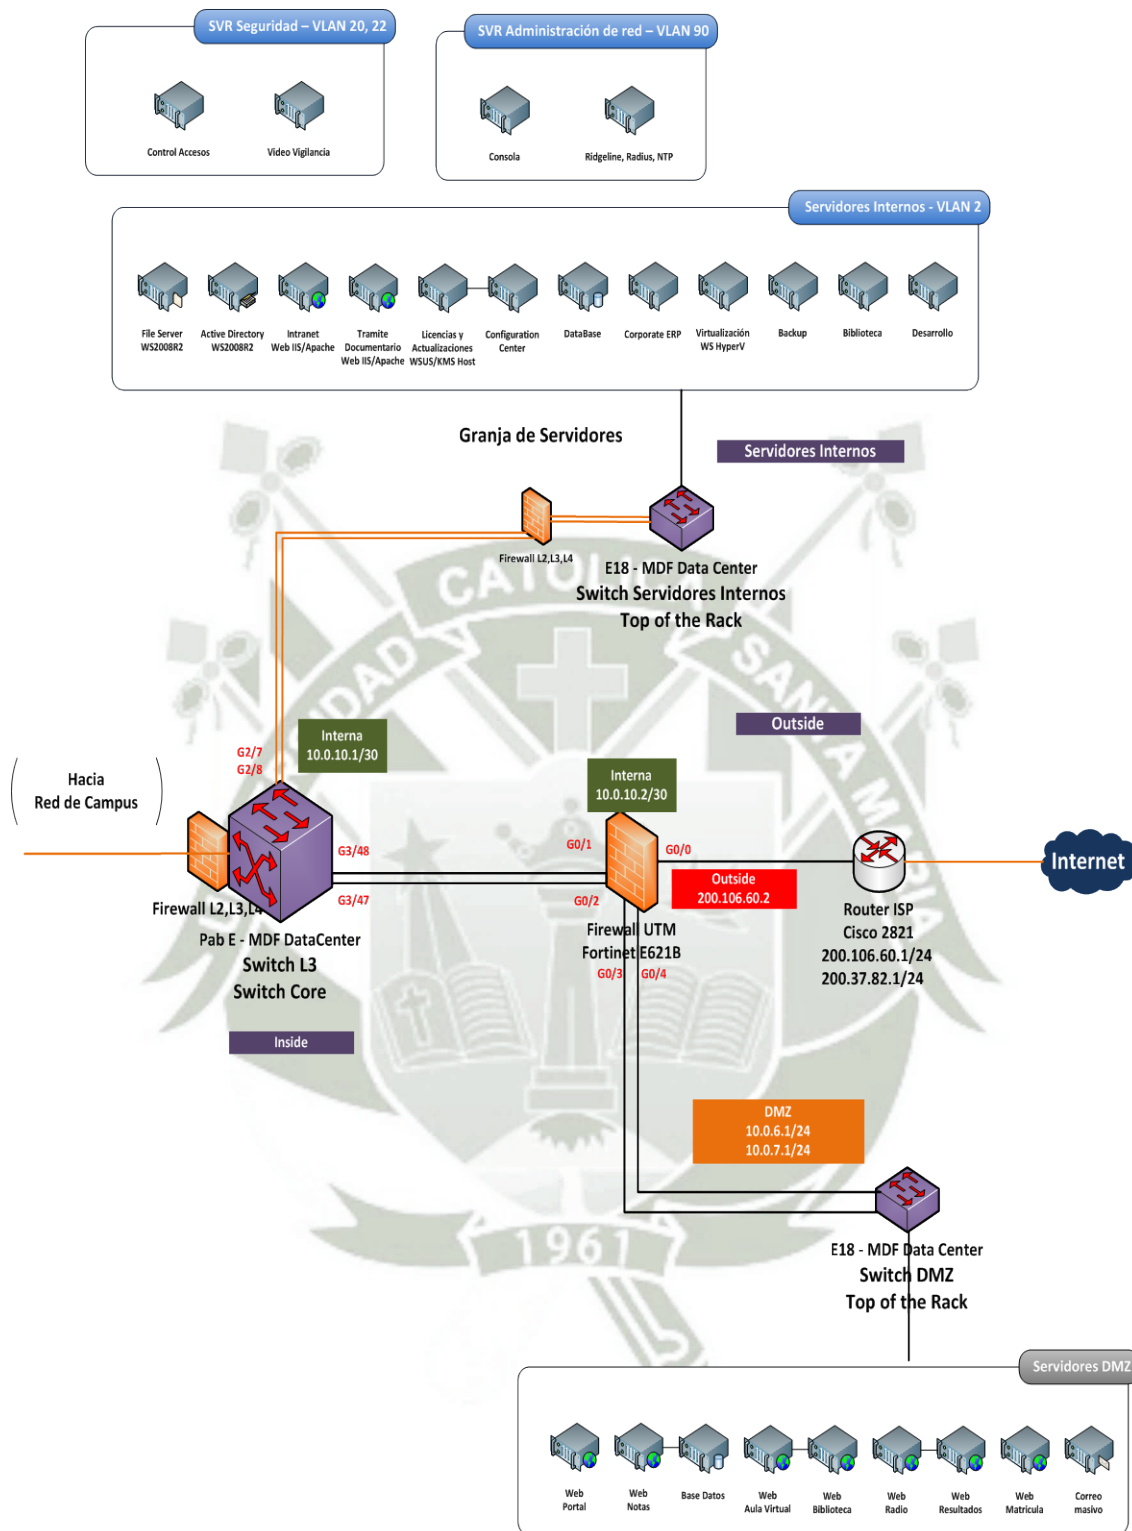 SVR Seguridad – VLAN 20, 22
SVR Administración de red – VLAN 90
Control Accesos
Video Vigilancia
Consola
Ridgeline, Radius, NTP
Servidores Internos - VLAN 2
File Server
WS2008R2
Active Directory
WS2008R2
Intranet
Web IIS/Apache
Tramite
Documentario
Web IIS/Apache
Licencias y
Actualizaciones
WSUS/KMS Host
Configuration
Center
DataBase
Corporate ERP
Virtualización
WS HyperV
Backup
Biblioteca
Desarrollo
Granja de Servidores
Servidores Internos
Firewall L2,L3,L4
E18 - MDF Data Center
Switch Servidores Internos
Top of the Rack
CATOLICA
SANTA MARIA
Outside
Interna
10.0.10.1/30
G2/7
G2/8
Hacia
Red de Campus
Interna
10.0.10.2/30
G3/48
G0/1
G0/0
Internet
G3/47
G0/2
Outside
200.106.60.2
Firewall L2,L3,L4
Pab E - MDF DataCenter
Switch L3
Switch Core
Firewall UTM
Fortinet E621B
G0/3
G0/4
Router ISP
Cisco 2821
200.106.60.1/24
200.37.82.1/24
Inside
DMZ
10.0.6.1/24
10.0.7.1/24
1961
E18 - MDF Data Center
Switch DMZ
Top of the Rack
Servidores DMZ
Web
Portal
Web
Notas
Base Datos
Web
Aula Virtual
Web
Biblioteca
Web
Radio
Web
Resultados
Web
Matricula
Correo
masivo